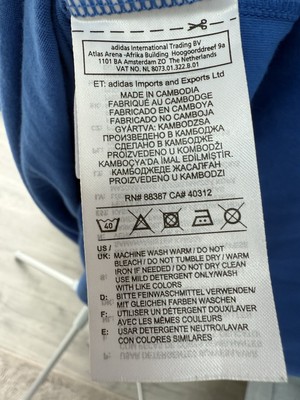 adidas International Trading BV
Atlas Arena -Afrika Building Hoogoorddreef 9a
1101 BA Amsterdam ZO The Netherlands
VAT NO. NL 8073.01.322.B.01
ET: adidas Imports and Exports Ltd
MADE IN CAMBODIA
FABRIQUÉ AU CAMBODGE
FABRICADO EN CAMBOYA
FABRICADO NO CAMBOJA
GYÁRTVA: KAMBODZSA
ПРОИЗВЕДЕНО В КАМБОДЖА
СДЕЛАНО В КАМБОДЖЕ
PROIZVEDENO U KOMBODŽI
KAMBOÇYA'DA İMAL EDİLMİŞTİR.
КАМБОДЖЕДЕ ЖАСАЛҒАН
PROIZVEDENO V KAMBODŽI
RN# 88387 CA# 40312
40
US /
UK: MACHINE WASH WARM / DO NOT
BLEACH / DO NOT TUMBLE DRY / WARM
IRON IF NEEDED / DO NOT DRY CLEAN
USE MILD DETERGENT ONLY/WASH
WITH LIKE COLORS
D: BITTE FEINWASCHMITTEL VERWENDEN/
MIT GLEICHEN FARBEN WASCHEN
F: UTILISER UN DÉTERGENT DOUX/LAVER
AVEC LES MÊMES COULEURS
E: USAR DETERGENTE NEUTRO/LAVAR
CON COLORES SIMILARES